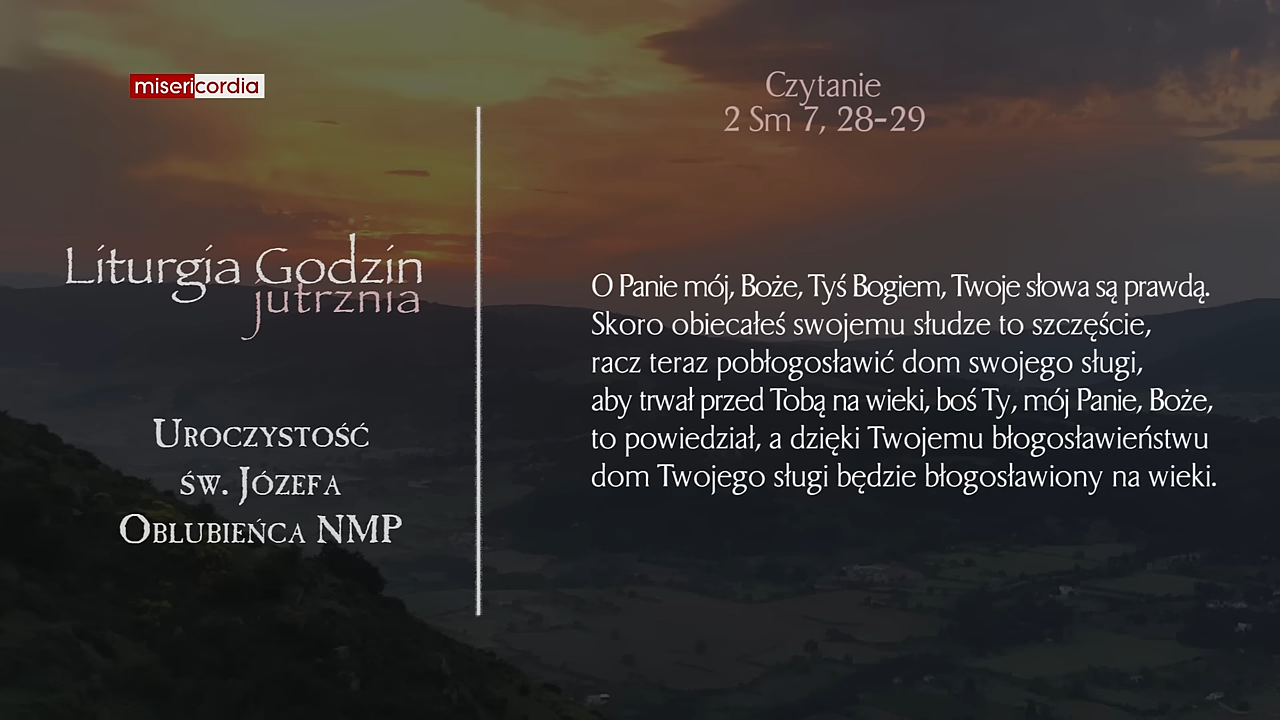 misericordia
Liturgia Godzin
jutrznia
Uroczystość
św. Józefa
Oblubieńca NMP
Czytanie
2 Sm 7, 28-29
O Panie mój, Boże, Tyś Bogiem, Twoje słowa są prawdą.
Skoro obiecałeś swojemu słudze to szczęście,
racz teraz pobłogosławić dom swojego sługi,
aby trwał przed Tobą na wieki, boś Ty, mój Panie, Boże,
to powiedział, a dzięki Twojemu błogosławieństwu
dom Twojego sługi będzie błogosławiony na wieki.